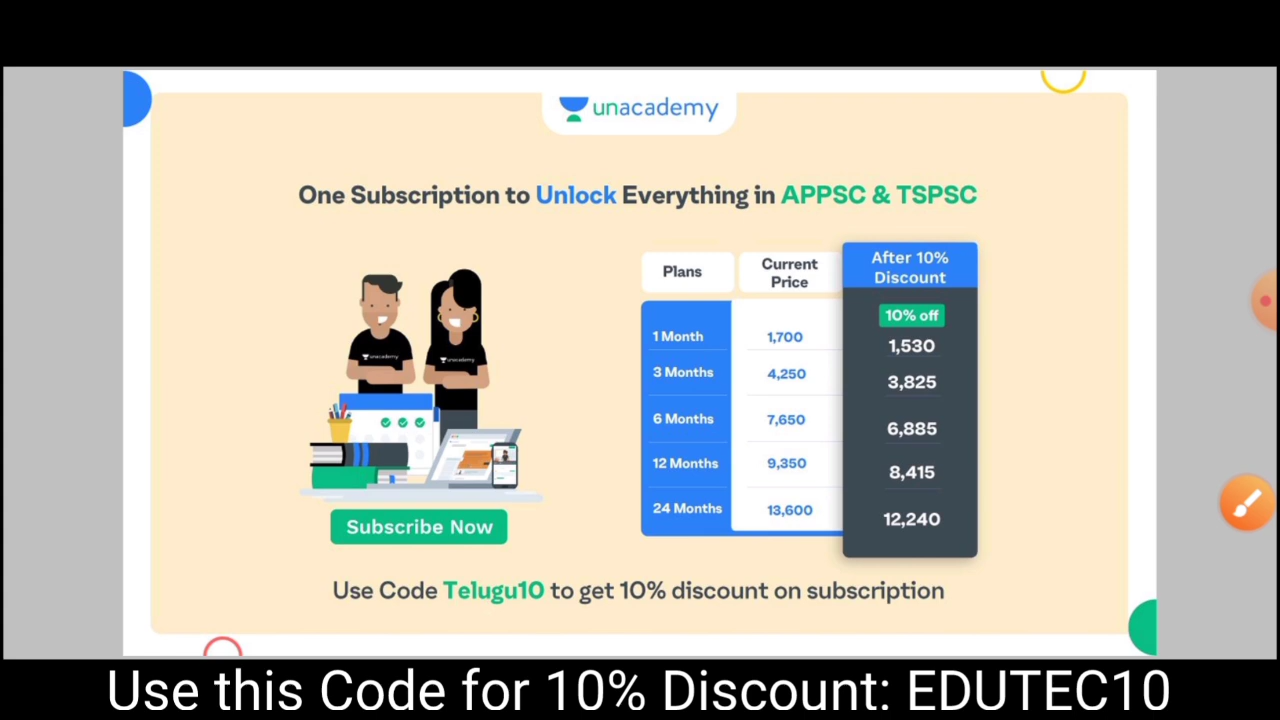 unacademy
One Subscription to Unlock Everything in APPSC & TSPSC
Plans
Current
Price
After 10%
Discount
10% off
1 Month 1,700 1,530
3 Months 4,250 3,825
6 Months 7,650 6,885
12 Months 9,350 8,415
24 Months 13,600 12,240
unacademy
unacademy
Subscribe Now
Use Code Telugu10 to get 10% discount on subscription
Use this Code for 10% Discount: EDUTEC10